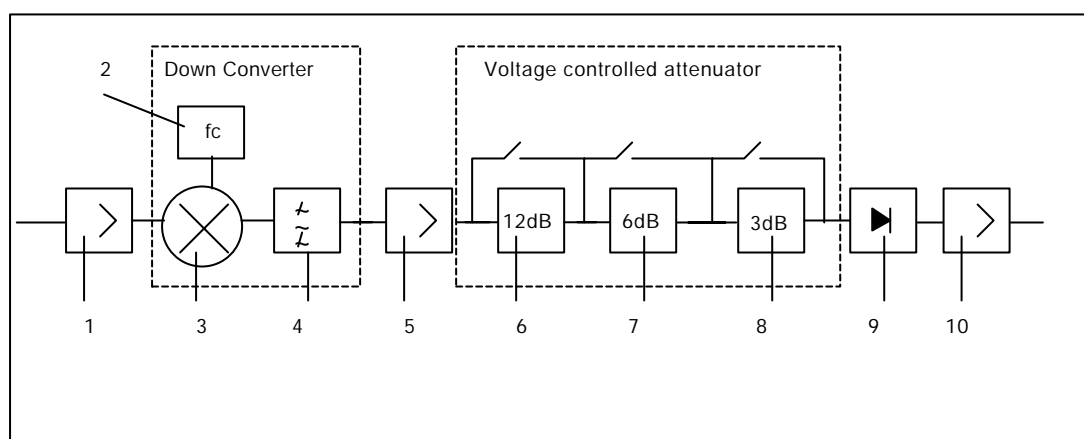 2 Down Converter Voltage controlled attenuator
fc
12dB 6dB 3dB
1 3 4 5 6 7 8 9 10